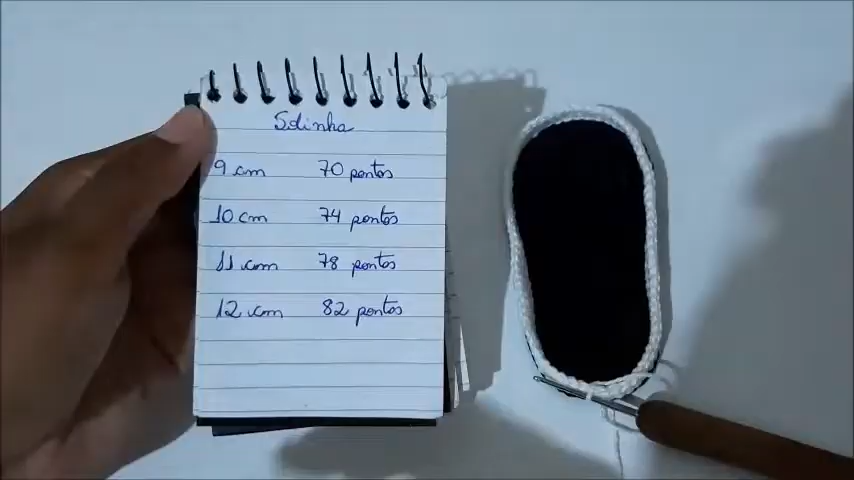 Solinha
9 cm 70 pontos
10 cm 74 pontos
11 cm 78 pontos
12 cm 82 pontos